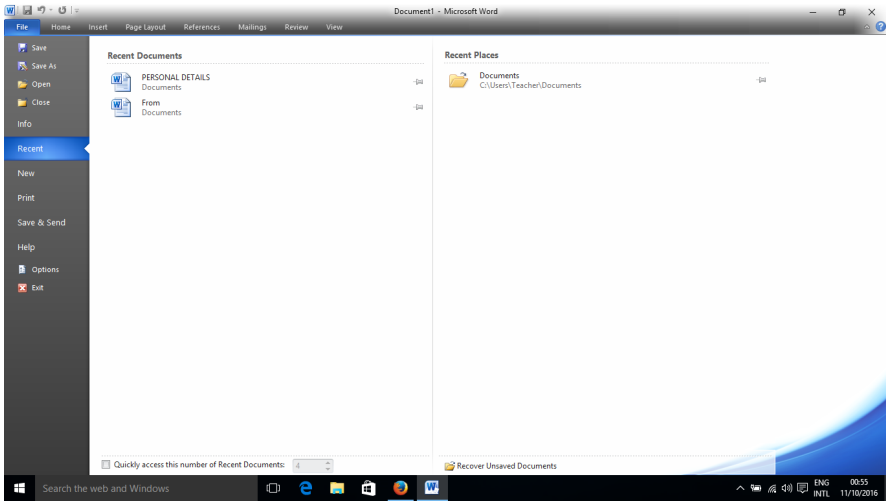 Document1 - Microsoft Word
File Home Insert Page Layout References Mailings Review View
Save
Save As
Open
Close
Info
Recent
New
Print
Save & Send
Help
Options
Exit
Recent Documents
PERSONAL DETAILS
Documents
From
Documents
Quickly access this number of Recent Documents: 4
Recent Places
Documents
C:\Users\Teacher\Documents
Recover Unsaved Documents
Search the web and Windows
ENG 00:55
INTL 11/10/2016